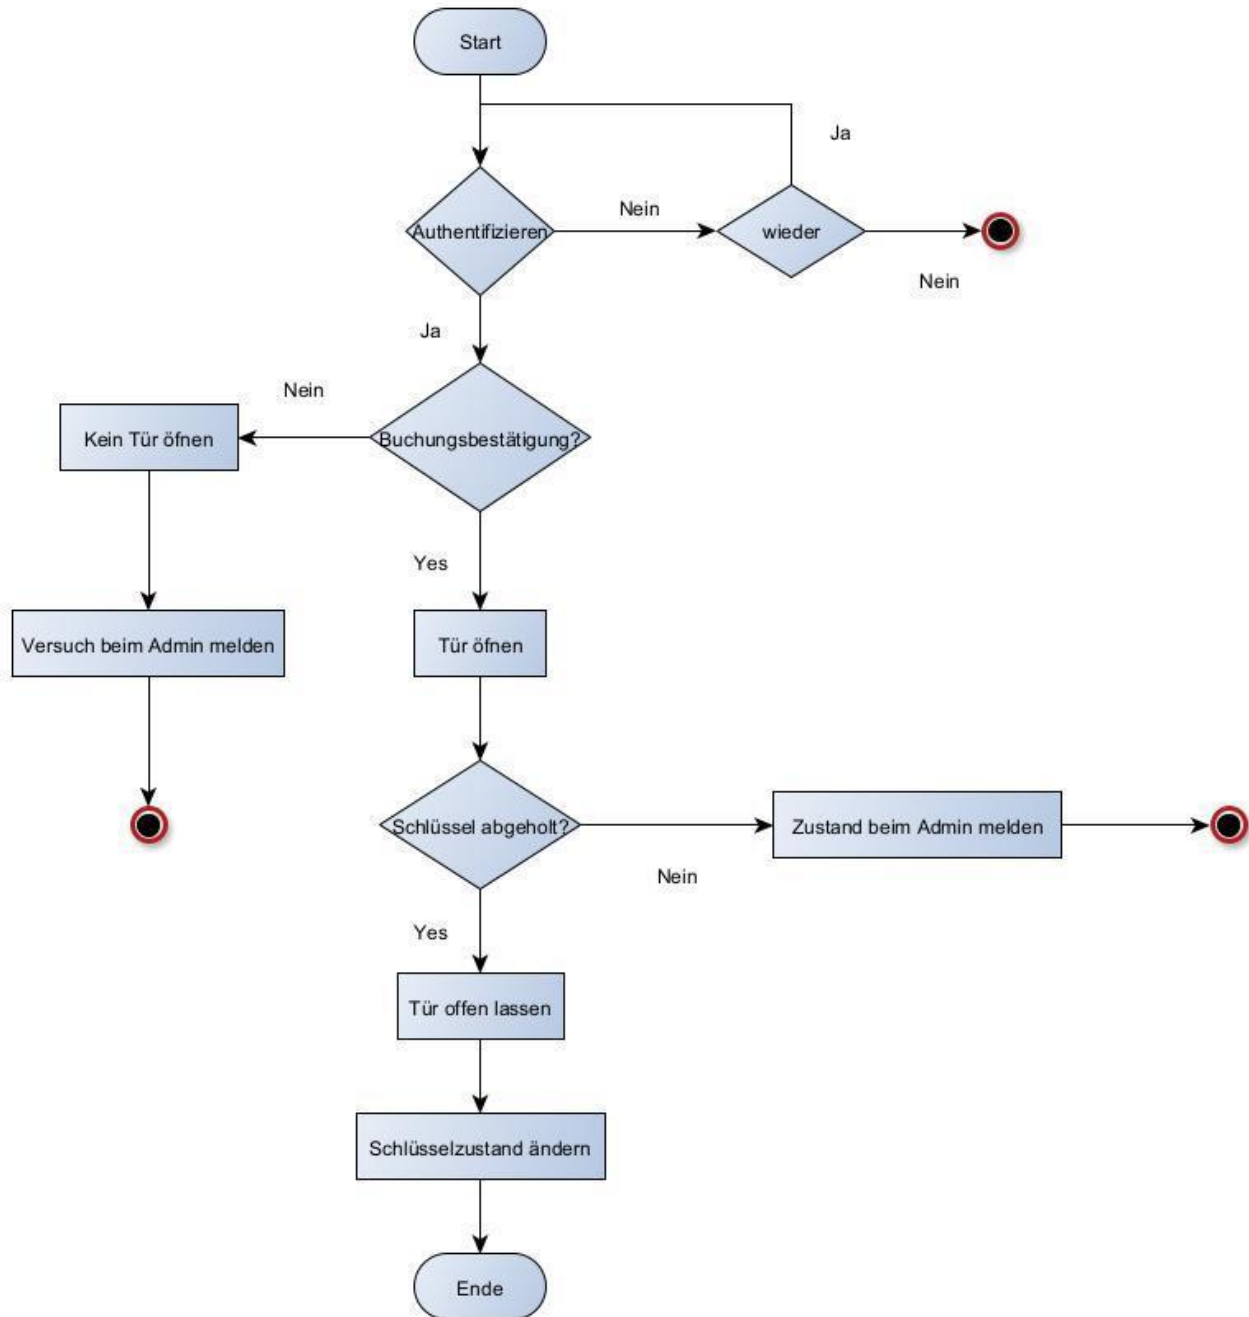 Start
Ja
Authentifizieren
Nein
wieder
Nein
Ja
Nein
Kein Tür öfnen
Buchungsbestätigung?
Yes
Versuch beim Admin melden
Tür öfnen
Schlüssel abgeholt?
Zustand beim Admin melden
Nein
Yes
Tür offen lassen
Schlüsselzustand ändern
Ende